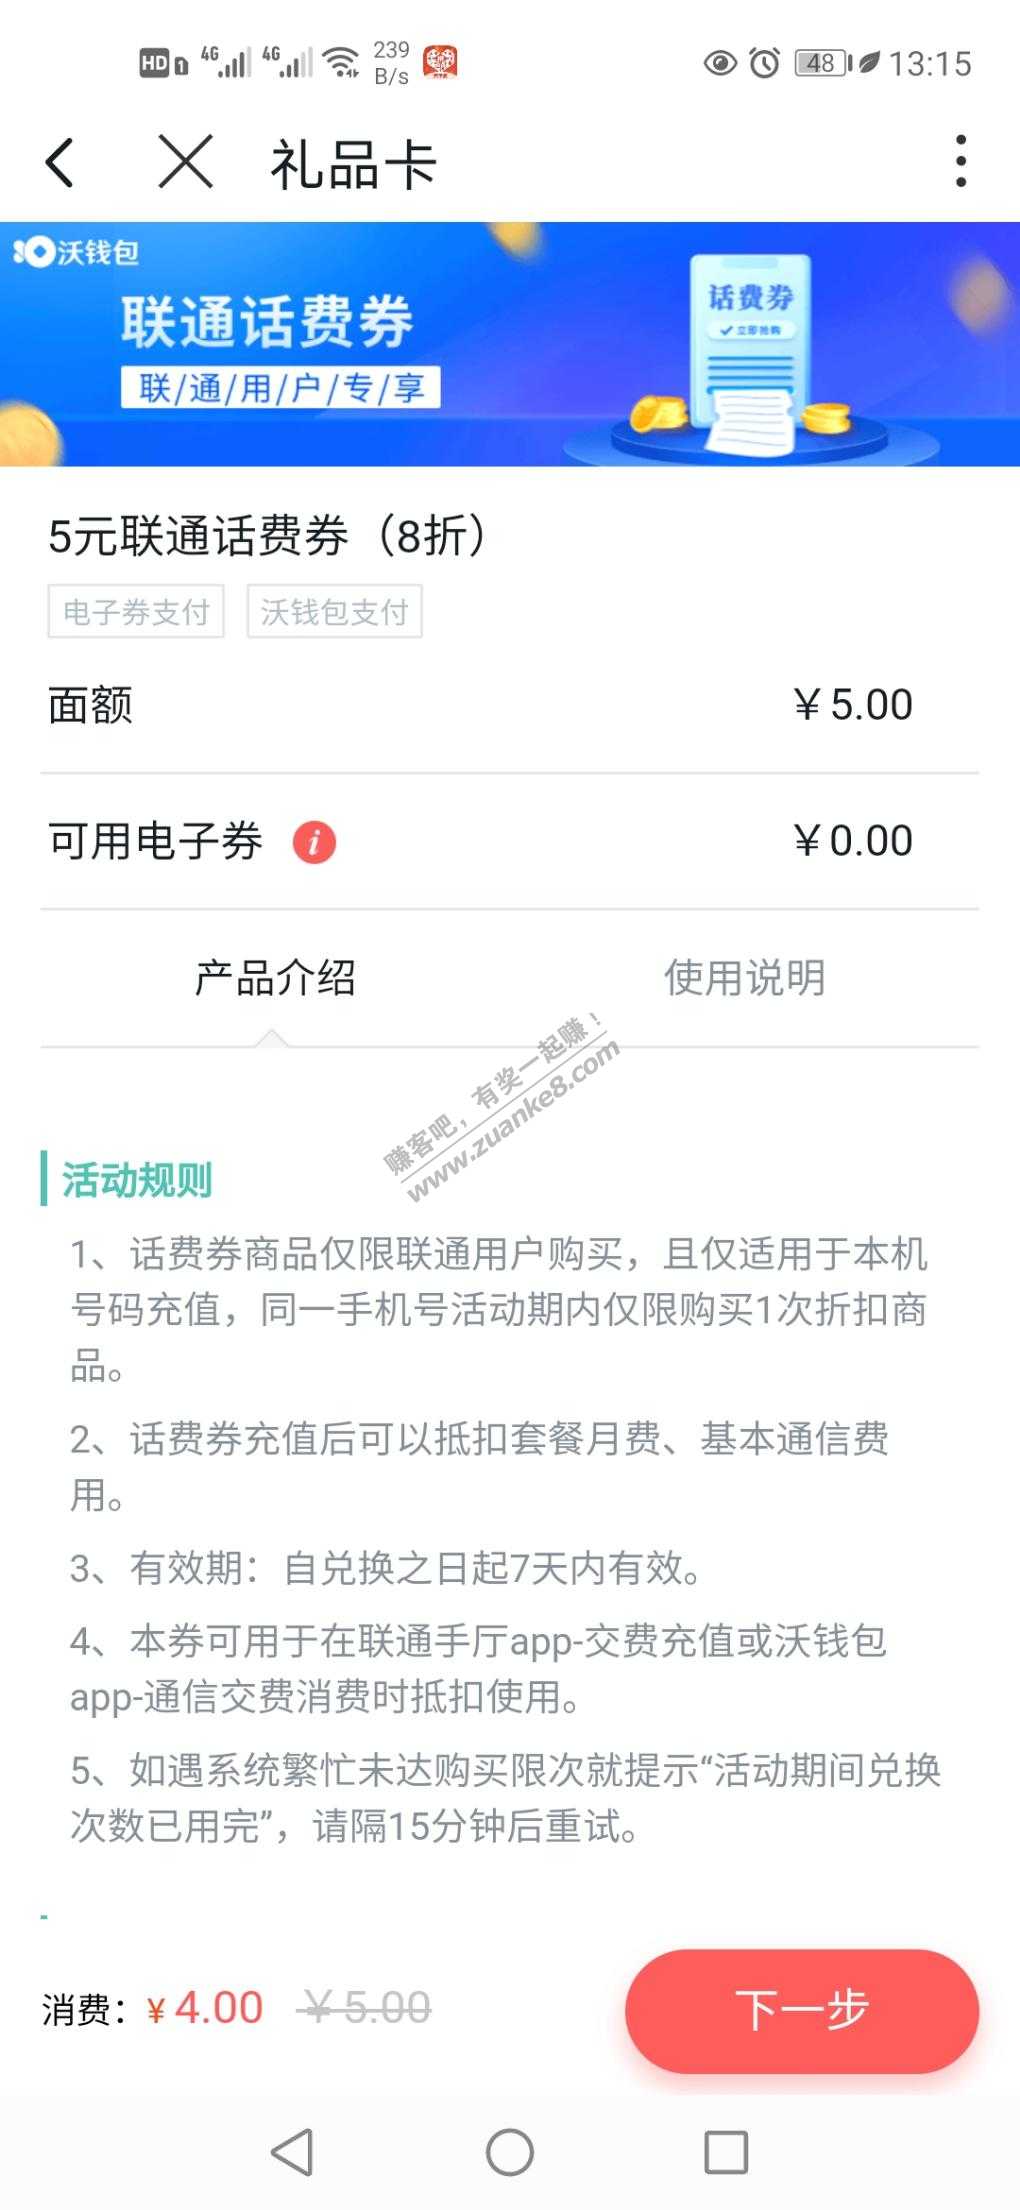 HD 1 4G 4G 239 B/s 48 13:15
礼品卡
沃钱包
联通话费券
联/通/用/户/专/享
话费券
立即抢购
5元联通话费券（8折）
电子券支付 沃钱包支付
面额 ￥5.00
可用电子券 i ￥0.00
产品介绍 使用说明
赚客吧，有奖一起赚！
www.zuanke8.com
活动规则
1、话费券商品仅限联通用户购买，且仅适用于本机
号码充值，同一手机号活动期内仅限购买1次折扣商
品。
2、话费券充值后可以抵扣套餐月费、基本通信费
用。
3、有效期：自兑换之日起7天内有效。
4、本券可用于在联通手厅app-交费充值或沃钱包
app-通信交费消费时抵扣使用。
5、如遇系统繁忙未达购买限次就提示“活动期间兑换
次数已用完”，请隔15分钟后重试。
消费：￥4.00 ￥5.00 下一步